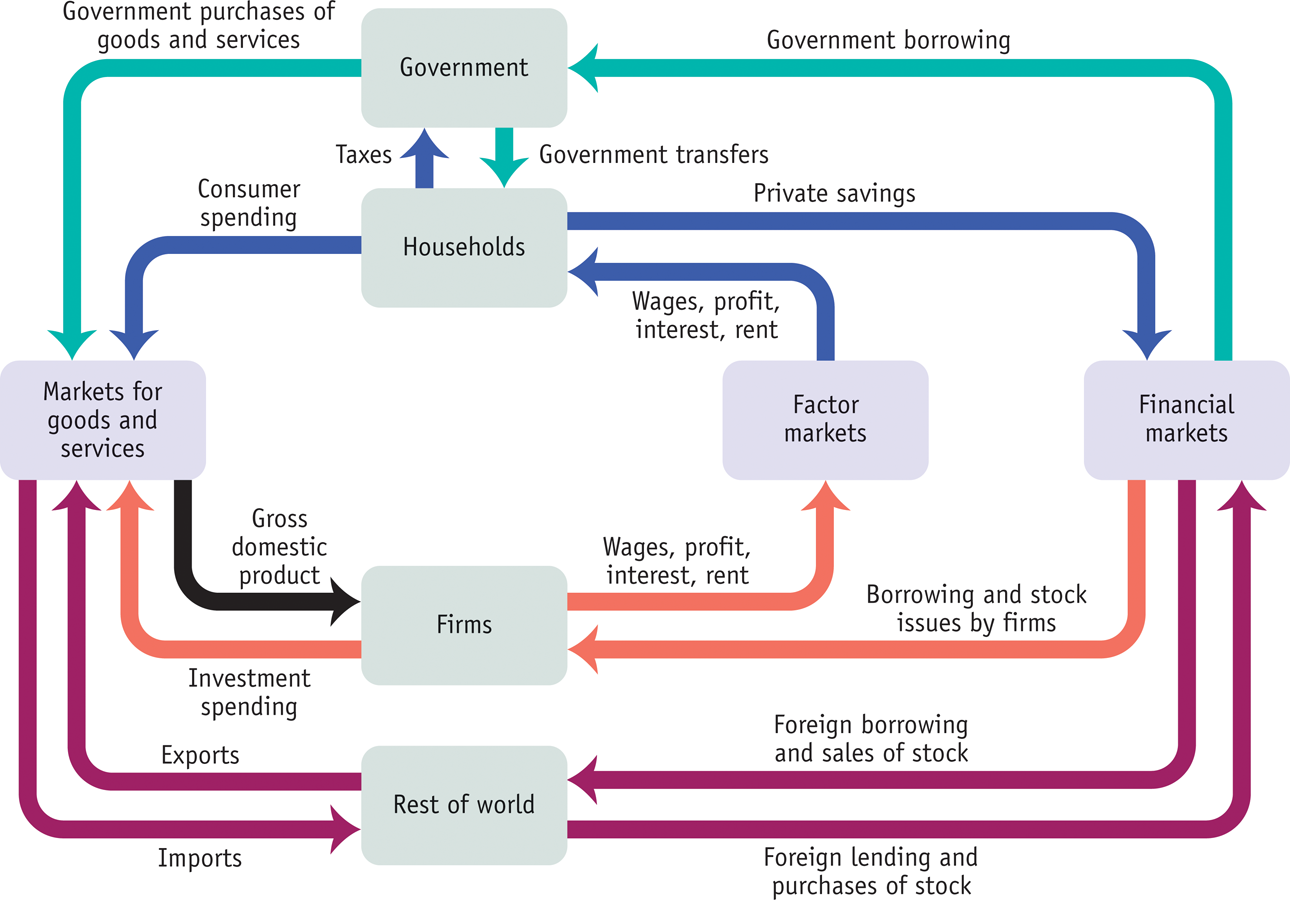 Government purchases of
goods and services
Government
Government borrowing
Taxes
Government transfers
Consumer
spending
Households
Private savings
Wages, profit,
interest, rent
Markets for
goods and
services
Factor
markets
Financial
markets
Gross
domestic
product
Wages, profit,
interest, rent
Firms
Borrowing and stock
issues by firms
Investment
spending
Exports
Foreign borrowing
and sales of stock
Rest of world
Imports
Foreign lending and
purchases of stock